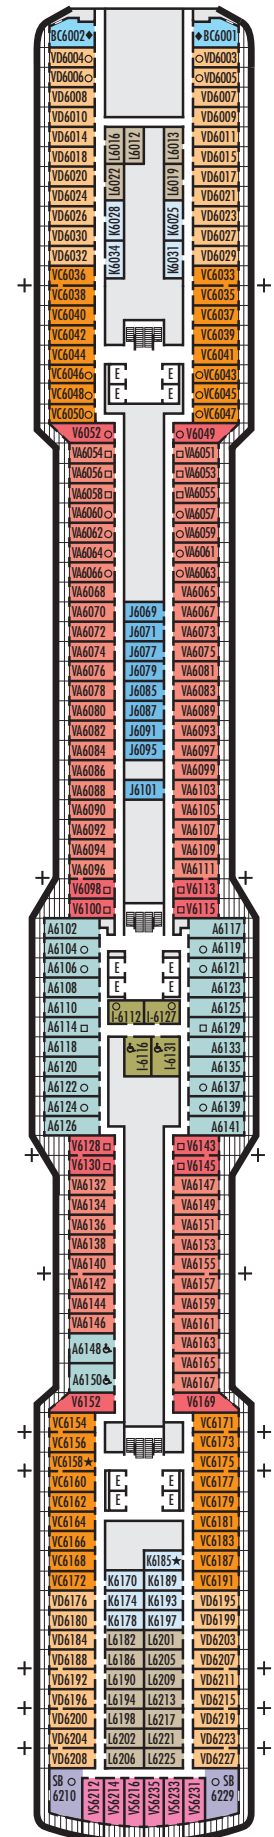 BC6002♦ ♦BC6001
VD6004○ ○VD6003
VD6006○ ○VD6005
VD6008 VD6007
VD6010 VD6009
VD6014 L6016 L6012 L6013 VD6011
VD6018 VD6015
VD6020 L6022 L6019 VD6017
VD6024 VD6021
VD6026 K6028 K6025 VD6023
VD6030 VD6027
VD6032 K6034 K6031 VD6029
VC6036 VC6033
VC6038 VC6035
VC6040 VC6037
VC6042 VC6039
VC6044 VC6041
VC6046○ E E ○VC6043
VC6048○ E E ○VC6045
VC6050○ ○VC6047
V6052○ ○V6049
VA6054□ □VA6051
VA6056□ □VA6053
VA6058□ □VA6055
VA6060○ ○VA6057
VA6062○ ○VA6059
VA6064○ ○VA6061
VA6066○ ○VA6063
VA6068 VA6065
VA6070 J6069 VA6067
VA6072 J6071 VA6073
VA6074 J6077 VA6075
VA6076 J6079 VA6081
VA6078 J6085 VA6083
VA6080 J6087 VA6089
VA6082 J6091 VA6093
VA6084 J6095 VA6097
VA6086 VA6099
VA6088 J6101 VA6103
VA6090 VA6105
VA6092 VA6107
VA6094 VA6109
VA6096 VA6111
V6098□ □V6113
V6100□ □V6115
A6102 A6117
A6104○ ○A6119
A6106○ E E ○A6121
A6108 E E A6123
A6110 I-6112 I-6127 A6125
A6114□ □A6129
A6118 I-6116 I-6131 A6133
A6120 A6135
A6122○ ○A6137
A6124○ ○A6139
A6126 A6141
V6128□ □V6143
V6130□ □V6145
VA6132 VA6147
VA6134 VA6149
VA6136 VA6151
VA6138 VA6153
VA6140 VA6155
VA6142 VA6157
VA6144 VA6159
VA6146 VA6161
A6148♿ VA6163
VA6165
A6150♿ VA6167
V6152 V6169
VC6154 VC6171
VC6156 VC6173
VC6158★ VC6175
VC6160 E E VC6177
VC6162 E E VC6179
VC6164 VC6181
VC6166 VC6183
VC6168 K6185★ VC6187
VC6172 K6170 K6189 VC6191
VD6176 K6174 K6193 VD6195
VD6180 K6178 K6197 VD6199
VD6184 L6182 L6201 VD6203
VD6188 L6186 L6205 VD6207
VD6192 L6190 L6209 VD6211
VD6196 L6194 L6213 VD6215
VD6200 L6198 L6217 VD6219
VD6204 L6202 L6221 VD6223
VD6208 L6206 L6225 VD6227
SB ○ 6210 VS6212 VS6214 VS6216 VS6235 VS6233 VS6231 ○ SB 6229